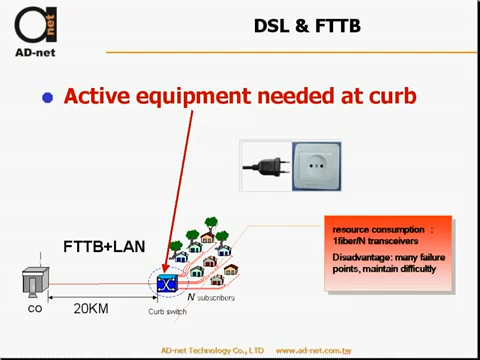 a net
AD-net
DSL & FTTB
Active equipment needed at curb
resource consumption :
1fiber/N transceivers
Disadvantage: many failure
points, maintain difficultly
FTTB+LAN
CO
20KM
N subscribers
Curb switch
AD-net Technology Co., LTD www.ad-net.com.tw